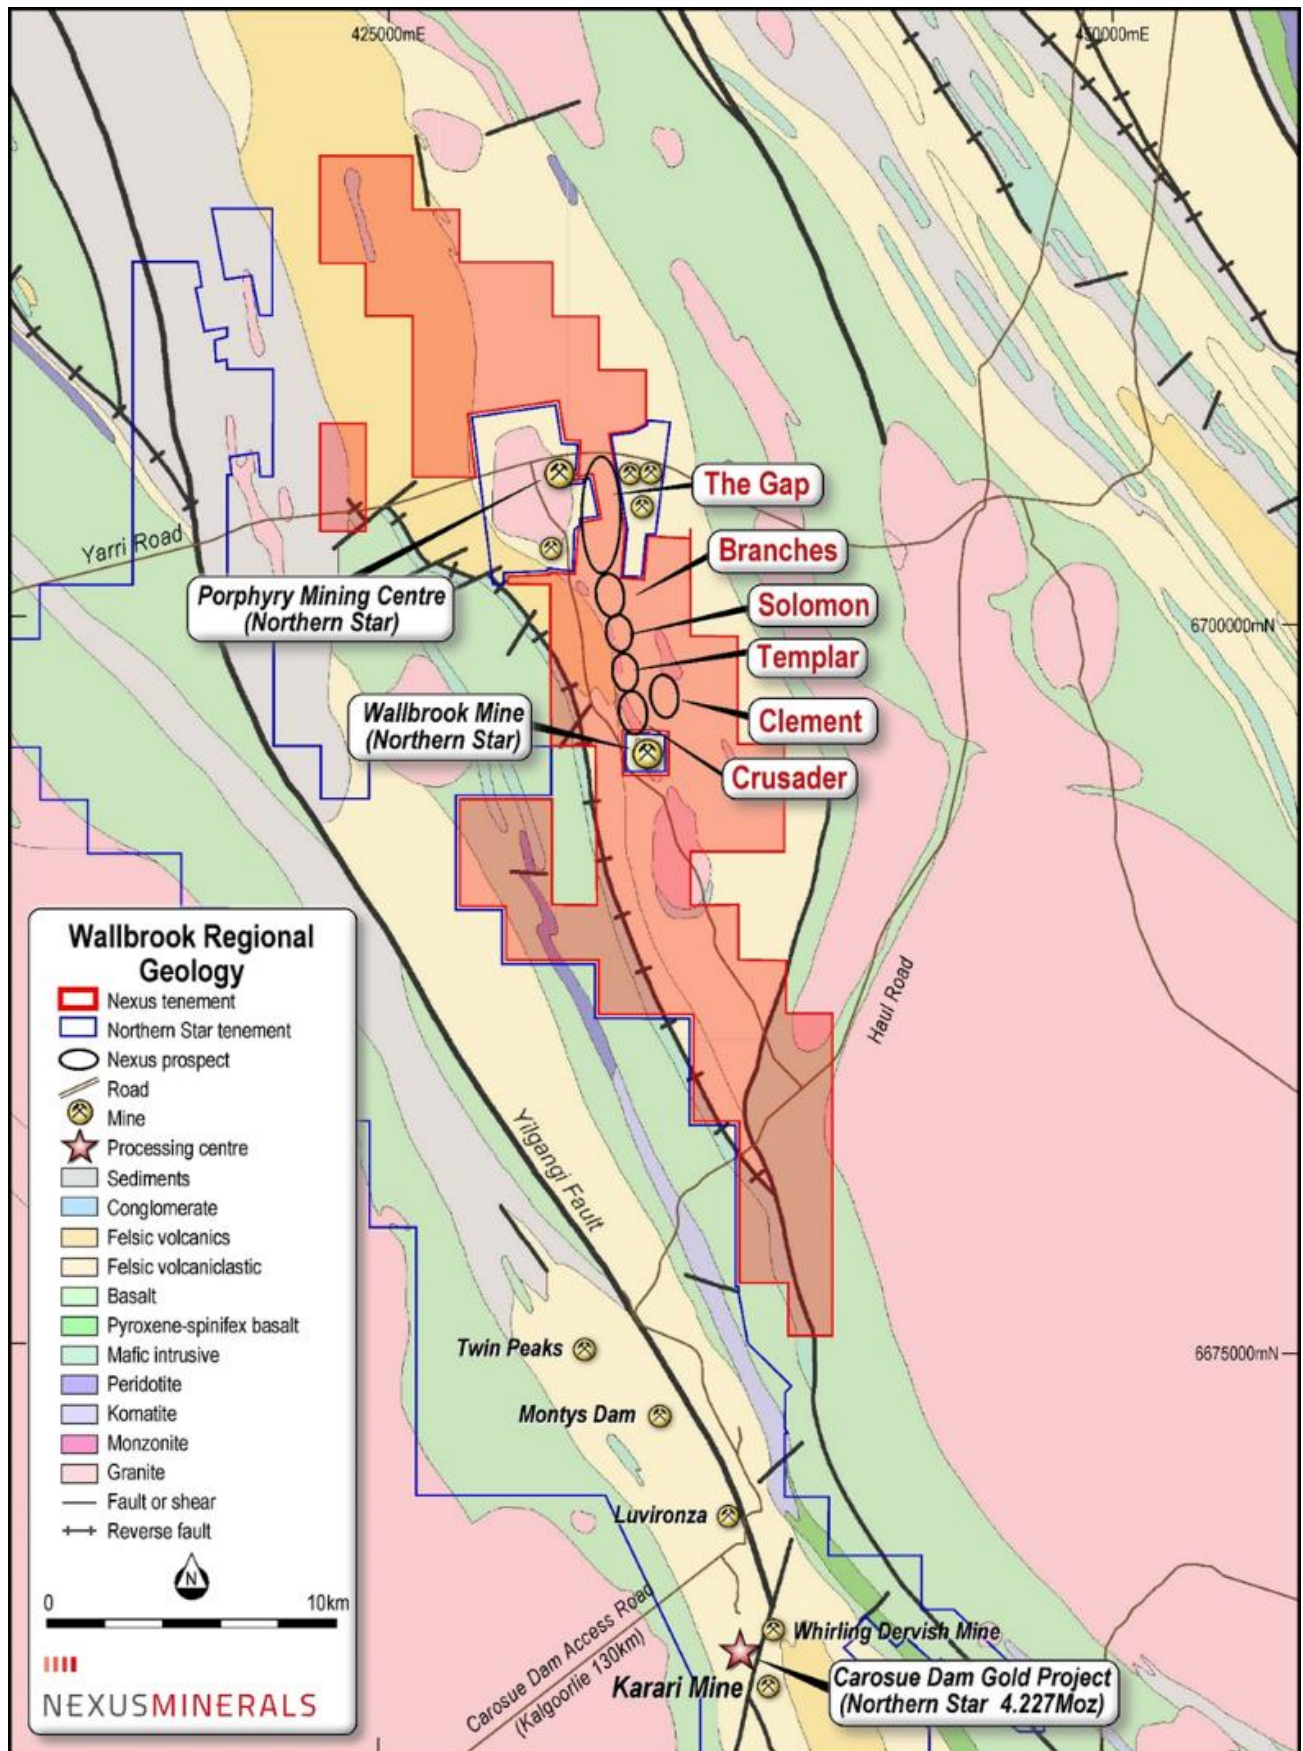 425000mE
450000mE
The Gap
Yarri Road
Branches
Porphyry Mining Centre
(Northern Star)
Solomon
6700000mN
Templar
Wallbrook Mine
(Northern Star)
Clement
Crusader
Haul Road
Yilgangi Fault
Wallbrook Regional
Geology
Nexus tenement
Northern Star tenement
Nexus prospect
Road
Mine
Processing centre
Sediments
Conglomerate
Felsic volcanics
Felsic volcaniclastic
Basalt
Pyroxene-spinifex basalt
Mafic intrusive
Peridotite
Komatite
Monzonite
Granite
Fault or shear
Reverse fault
N
0 10km
NEXUSMINERALS
Twin Peaks
6675000mN
Montys Dam
Luvironza
Carosue Dam Access Road
(Kalgoorlie 130km)
Whirling Dervish Mine
Karari Mine
Carosue Dam Gold Project
(Northern Star 4.227Moz)